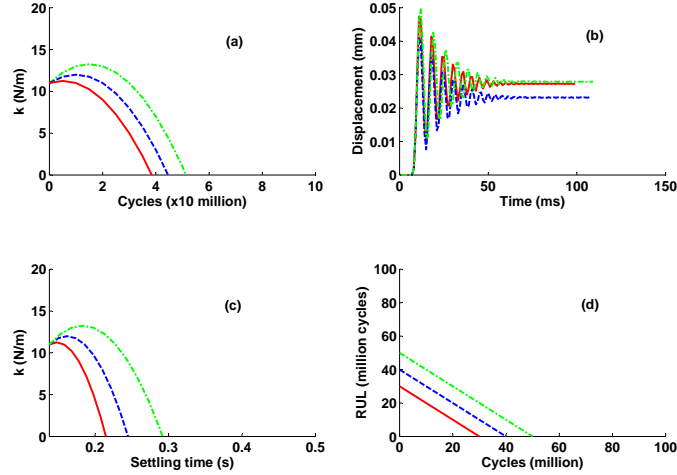 (a)
k (N/m)
20
15
10
5
0
0 2 4 6 8 10
Cycles (x10 million)
(b)
Displacement (mm)
0.05
0.04
0.03
0.02
0.01
0
0 50 100 150
Time (ms)
(c)
k (N/m)
20
15
10
5
0
0.2 0.3 0.4 0.5
Settling time (s)
(d)
RUL (million cycles)
100
80
60
40
20
0
0 20 40 60 80 100
Cycles (million)